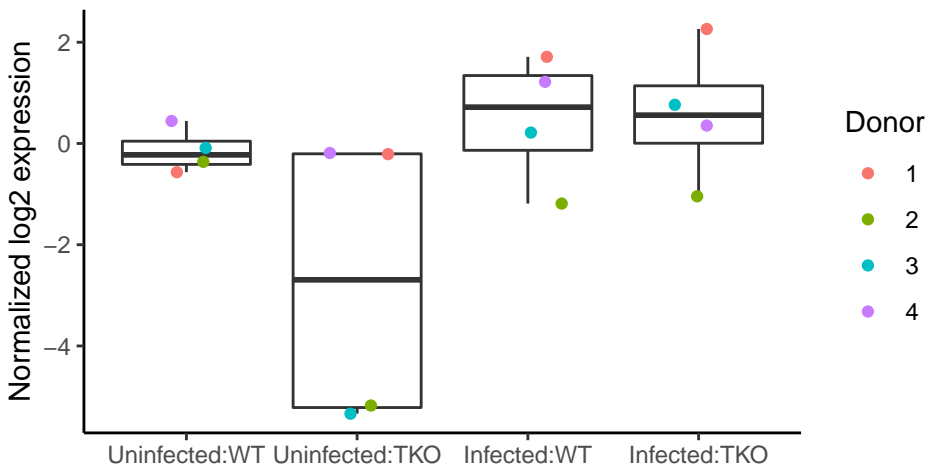 Normalized log2 expression
2
0
−2
−4
Uninfected:WT
Uninfected:TKO
Infected:WT
Infected:TKO
Donor
1
2
3
4